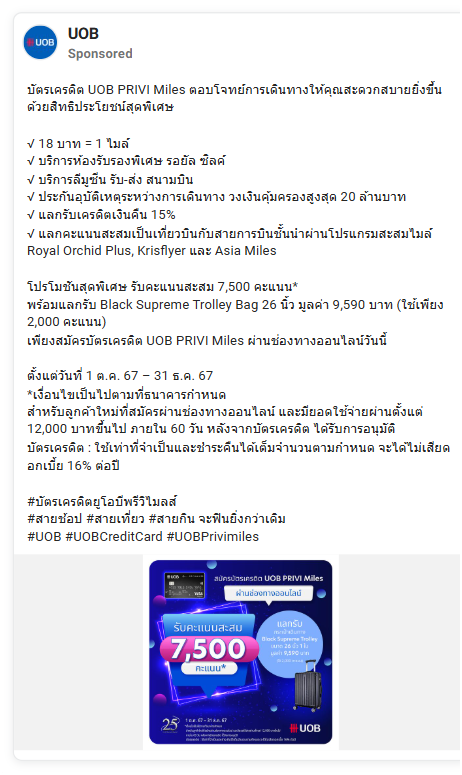 UOB
UOB
Sponsored
บัตรเครดิต UOB PRIVI Miles ตอบโจทย์การเดินทางให้คุณสะดวกสบายยิ่งขึ้น
ด้วยสิทธิประโยชน์สุดพิเศษ
√ 18 บาท = 1 ไมล์
√ บริการห้องรับรองพิเศษ รอยัล ซิลค์
√ บริการลีมูซีน รับ-ส่ง สนามบิน
√ ประกันอุบัติเหตุระหว่างการเดินทาง วงเงินคุ้มครองสูงสุด 20 ล้านบาท
√ แลกรับเครดิตเงินคืน 15%
√ แลกคะแนนสะสมเป็นเที่ยวบินกับสายการบินชั้นนำผ่านโปรแกรมสะสมไมล์
Royal Orchid Plus, Krisflyer และ Asia Miles
โปรโมชันสุดพิเศษ รับคะแนนสะสม 7,500 คะแนน*
พร้อมแลกรับ Black Supreme Trolley Bag 26 นิ้ว มูลค่า 9,590 บาท (ใช้เพียง
2,000 คะแนน)
เพียงสมัครบัตรเครดิต UOB PRIVI Miles ผ่านช่องทางออนไลน์วันนี้
ตั้งแต่วันที่ 1 ต.ค. 67 – 31 ธ.ค. 67
*เงื่อนไขเป็นไปตามที่ธนาคารกำหนด
สำหรับลูกค้าใหม่ที่สมัครผ่านช่องทางออนไลน์ และมียอดใช้จ่ายผ่านตั้งแต่
12,000 บาทขึ้นไป ภายใน 60 วัน หลังจากบัตรเครดิต ได้รับการอนุมัติ
บัตรเครดิต : ใช้เท่าที่จำเป็นและชำระคืนได้เต็มจำนวนตามกำหนด จะได้ไม่เสียด
อกเบี้ย 16% ต่อปี
#บัตรเครดิตยูโอบีพรีวิไมลส์
#สายช้อป #สายเที่ยว #สายกิน จะฟินยิ่งกว่าเดิม
#UOB #UOBCreditCard #UOBPrivimiles
UOB
VISA
สมัครบัตรเครดิต UOB PRIVI Miles
ผ่านช่องทางออนไลน์
รับคะแนนสะสม
7,500
คะแนน*
แลกรับ
Black Supreme Trolley
ขนาด 26 นิ้ว 1 ใบ
มูลค่า 9,590 บาท
25
1 ต.ค. 67 - 31 ธ.ค. 67
UOB